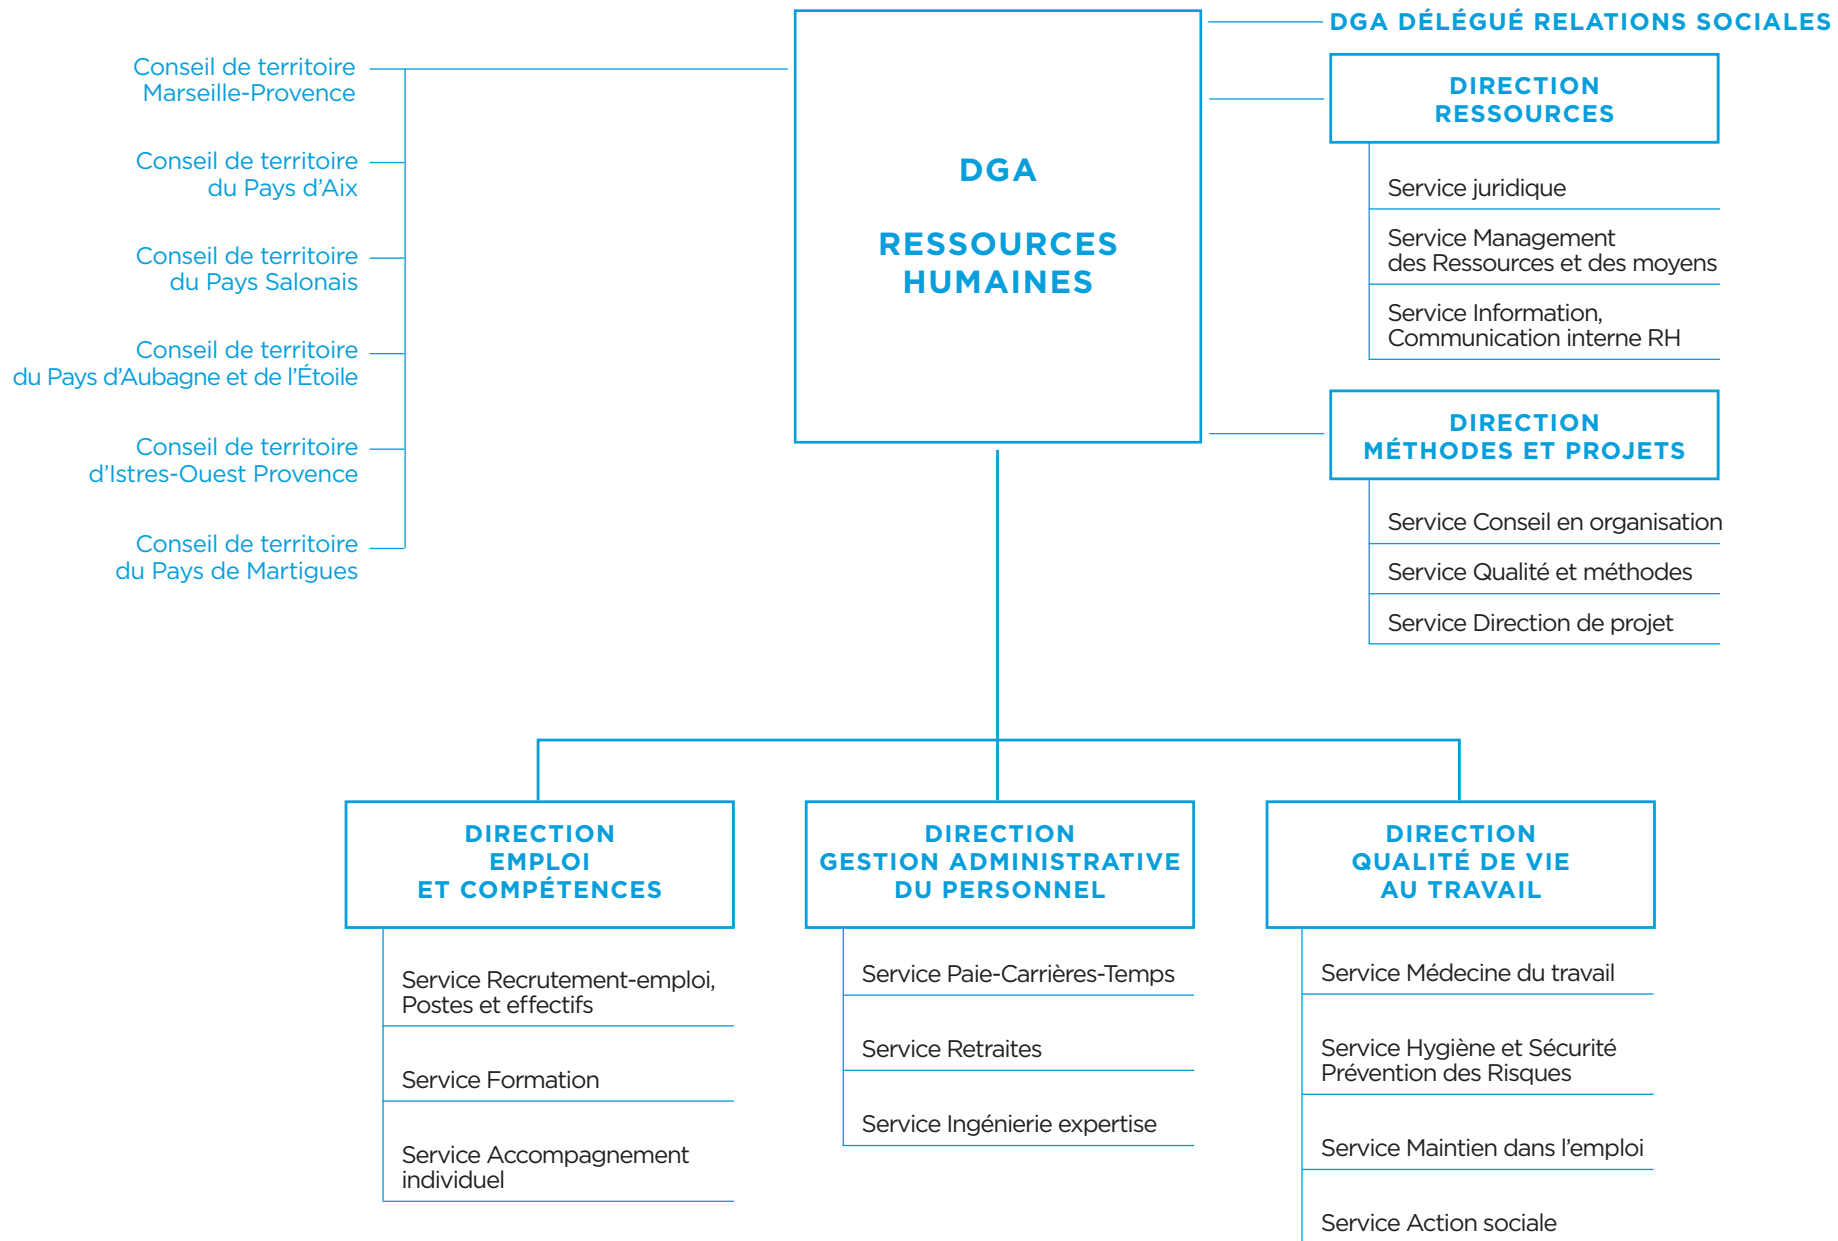 DGA DÉLÉGUÉ RELATIONS SOCIALES
Conseil de territoire
Marseille-Provence
Conseil de territoire
du Pays d’Aix
Conseil de territoire
du Pays Salonais
Conseil de territoire
du Pays d’Aubagne et de l’Étoile
Conseil de territoire
d’Istres-Ouest Provence
Conseil de territoire
du Pays de Martigues
DGA
RESSOURCES
HUMAINES
DIRECTION
RESSOURCES
Service juridique
Service Management
des Ressources et des moyens
Service Information,
Communication interne RH
DIRECTION
MÉTHODES ET PROJETS
Service Conseil en organisation
Service Qualité et méthodes
Service Direction de projet
DIRECTION
EMPLOI
ET COMPÉTENCES
Service Recrutement-emploi,
Postes et effectifs
Service Formation
Service Accompagnement
individuel
DIRECTION
GESTION ADMINISTRATIVE
DU PERSONNEL
Service Paie-Carrières-Temps
Service Retraites
Service Ingénierie expertise
DIRECTION
QUALITÉ DE VIE
AU TRAVAIL
Service Médecine du travail
Service Hygiène et Sécurité
Prévention des Risques
Service Maintien dans l’emploi
Service Action sociale